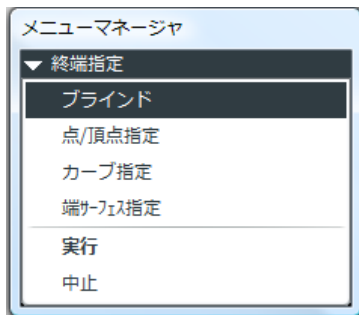 メニューマネージャ
▼ 終端指定
ブラインド
点/頂点指定
カーブ指定
端ｻｰﾌｪｽ指定
実行
中止